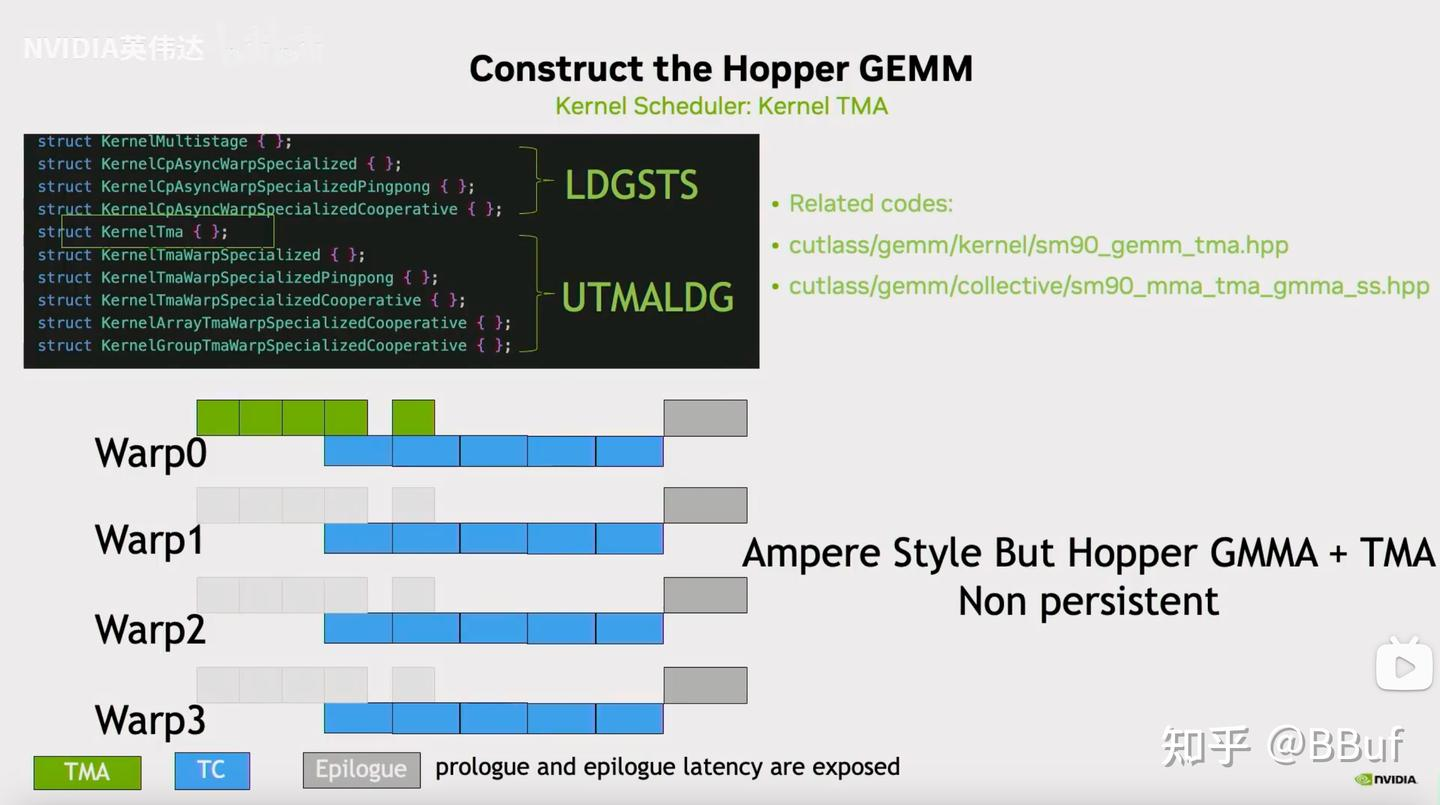 NVIDIA英伟达
Construct the Hopper GEMM
Kernel Scheduler: Kernel TMA
struct KernelMultistage { };
struct KernelCpAsyncWarpSpecialized { };
struct KernelCpAsyncWarpSpecializedPingpong { };
struct KernelCpAsyncWarpSpecializedCooperative { };
struct KernelTma { };
struct KernelTmaWarpSpecialized { };
struct KernelTmaWarpSpecializedPingpong { };
struct KernelTmaWarpSpecializedCooperative { };
struct KernelArrayTmaWarpSpecializedCooperative { };
struct KernelGroupTmaWarpSpecializedCooperative { };
LDGSTS
UTMALDG
• Related codes:
• cutlass/gemm/kernel/sm90_gemm_tma.hpp
• cutlass/gemm/collective/sm90_mma_tma_gmma_ss.hpp
Warp0
Warp1
Warp2
Warp3
Ampere Style But Hopper GMMA + TMA
Non persistent
TMA
TC
Epilogue
prologue and epilogue latency are exposed
知乎 @BBuf
NVIDIA